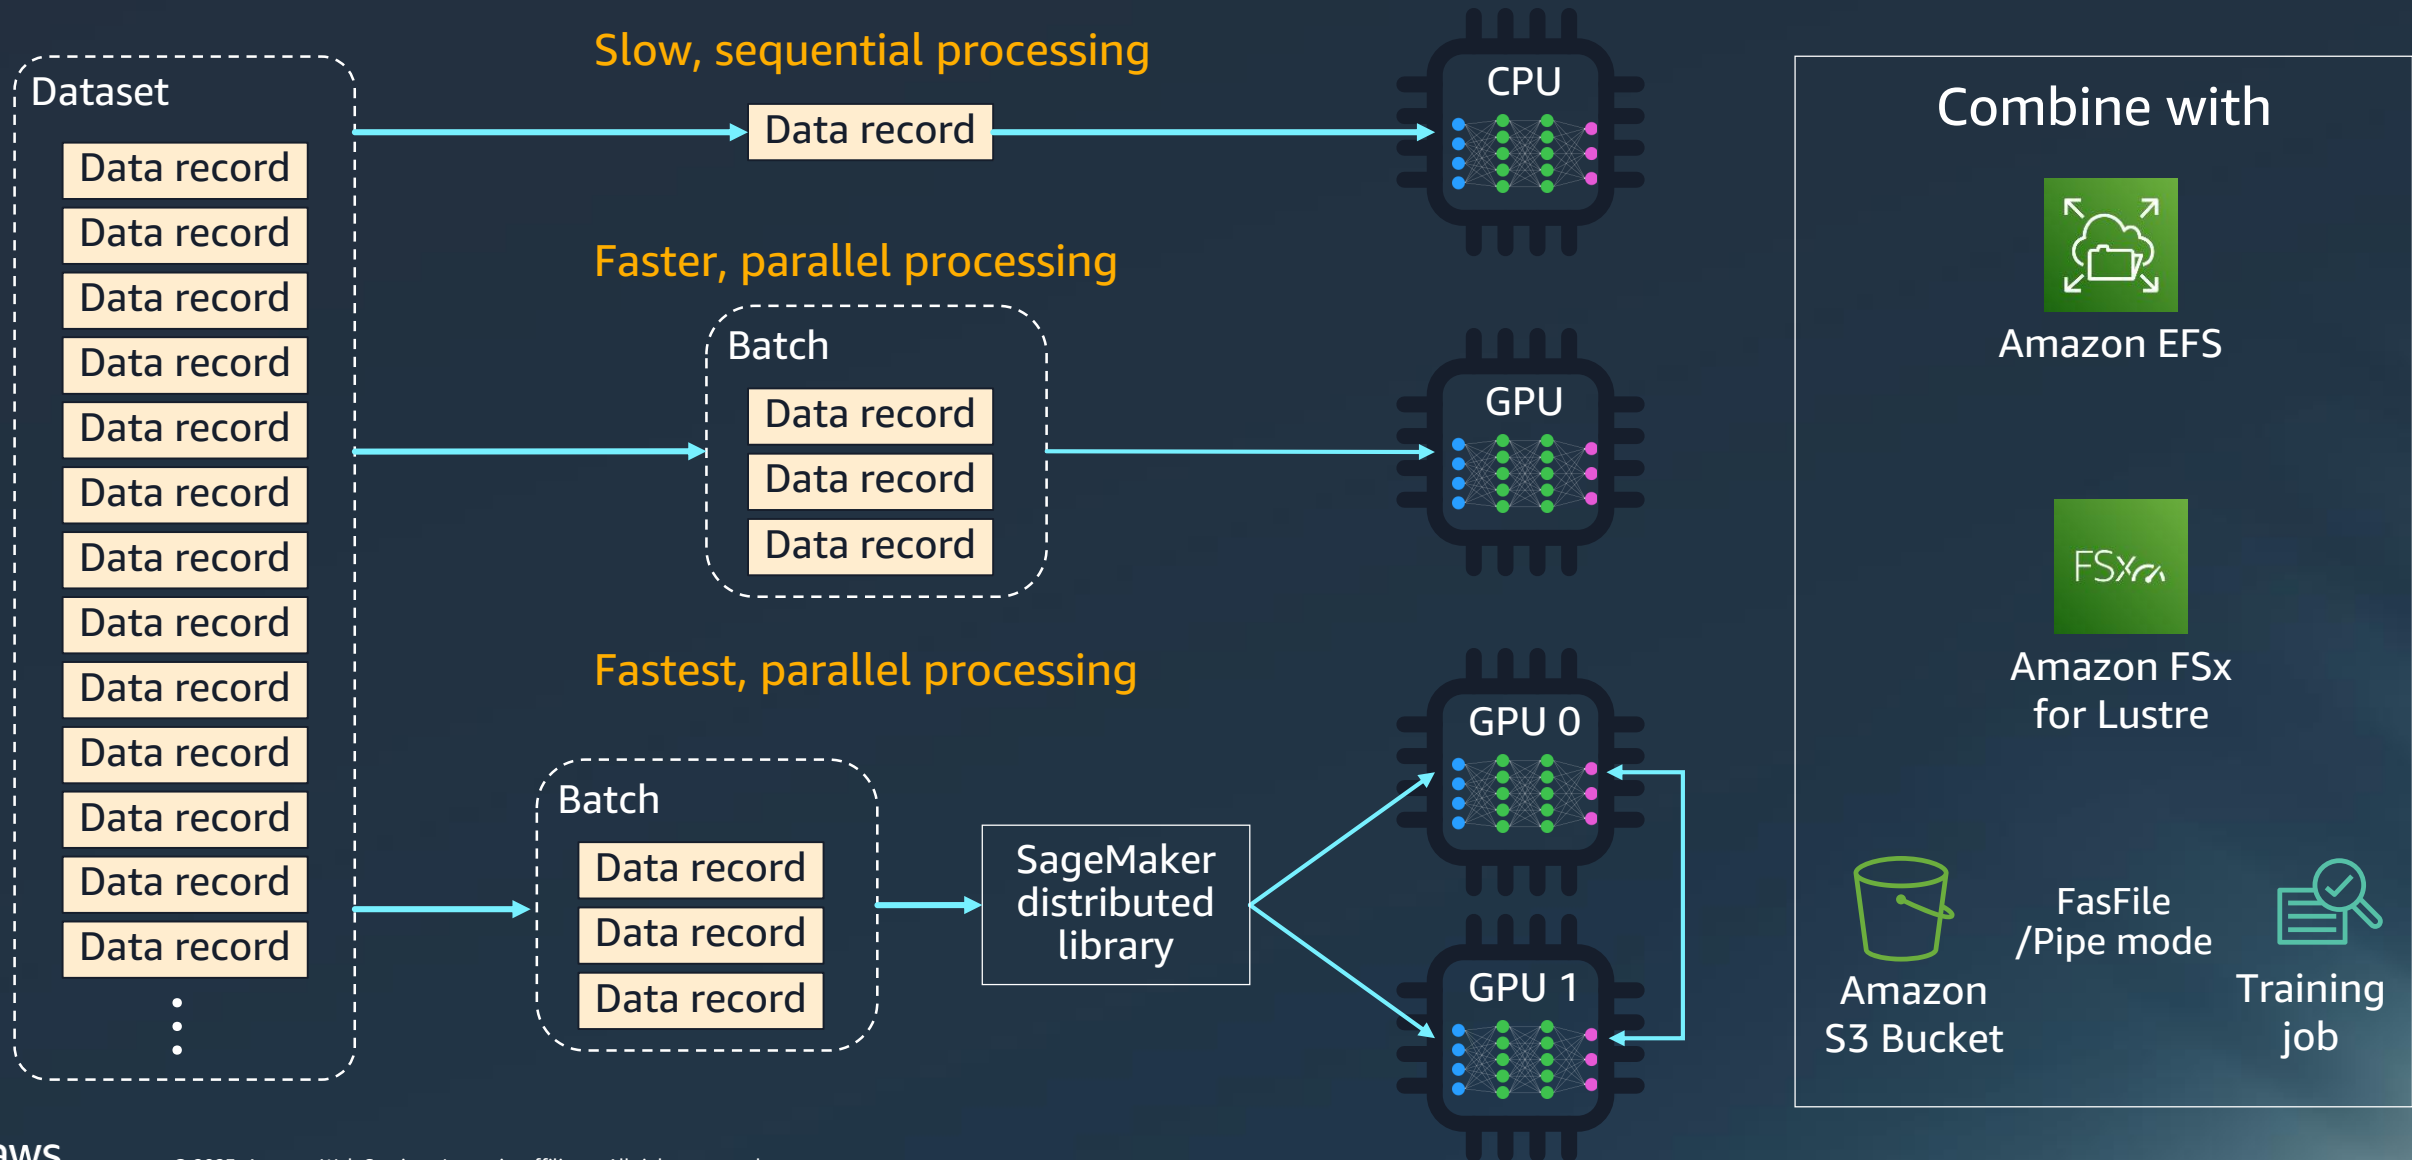 Dataset
Data record
Data record
Data record
Data record
Data record
Data record
Data record
Data record
Data record
Data record
Data record
Data record
Data record
Slow, sequential processing
Data record
CPU
Faster, parallel processing
Batch
Data record
Data record
Data record
GPU
Fastest, parallel processing
Batch
Data record
Data record
Data record
SageMaker
distributed
library
GPU 0
GPU 1
Combine with
Amazon EFS
FSx
Amazon FSx
for Lustre
Amazon
S3 Bucket
FasFile
/Pipe mode
Training
job
aws